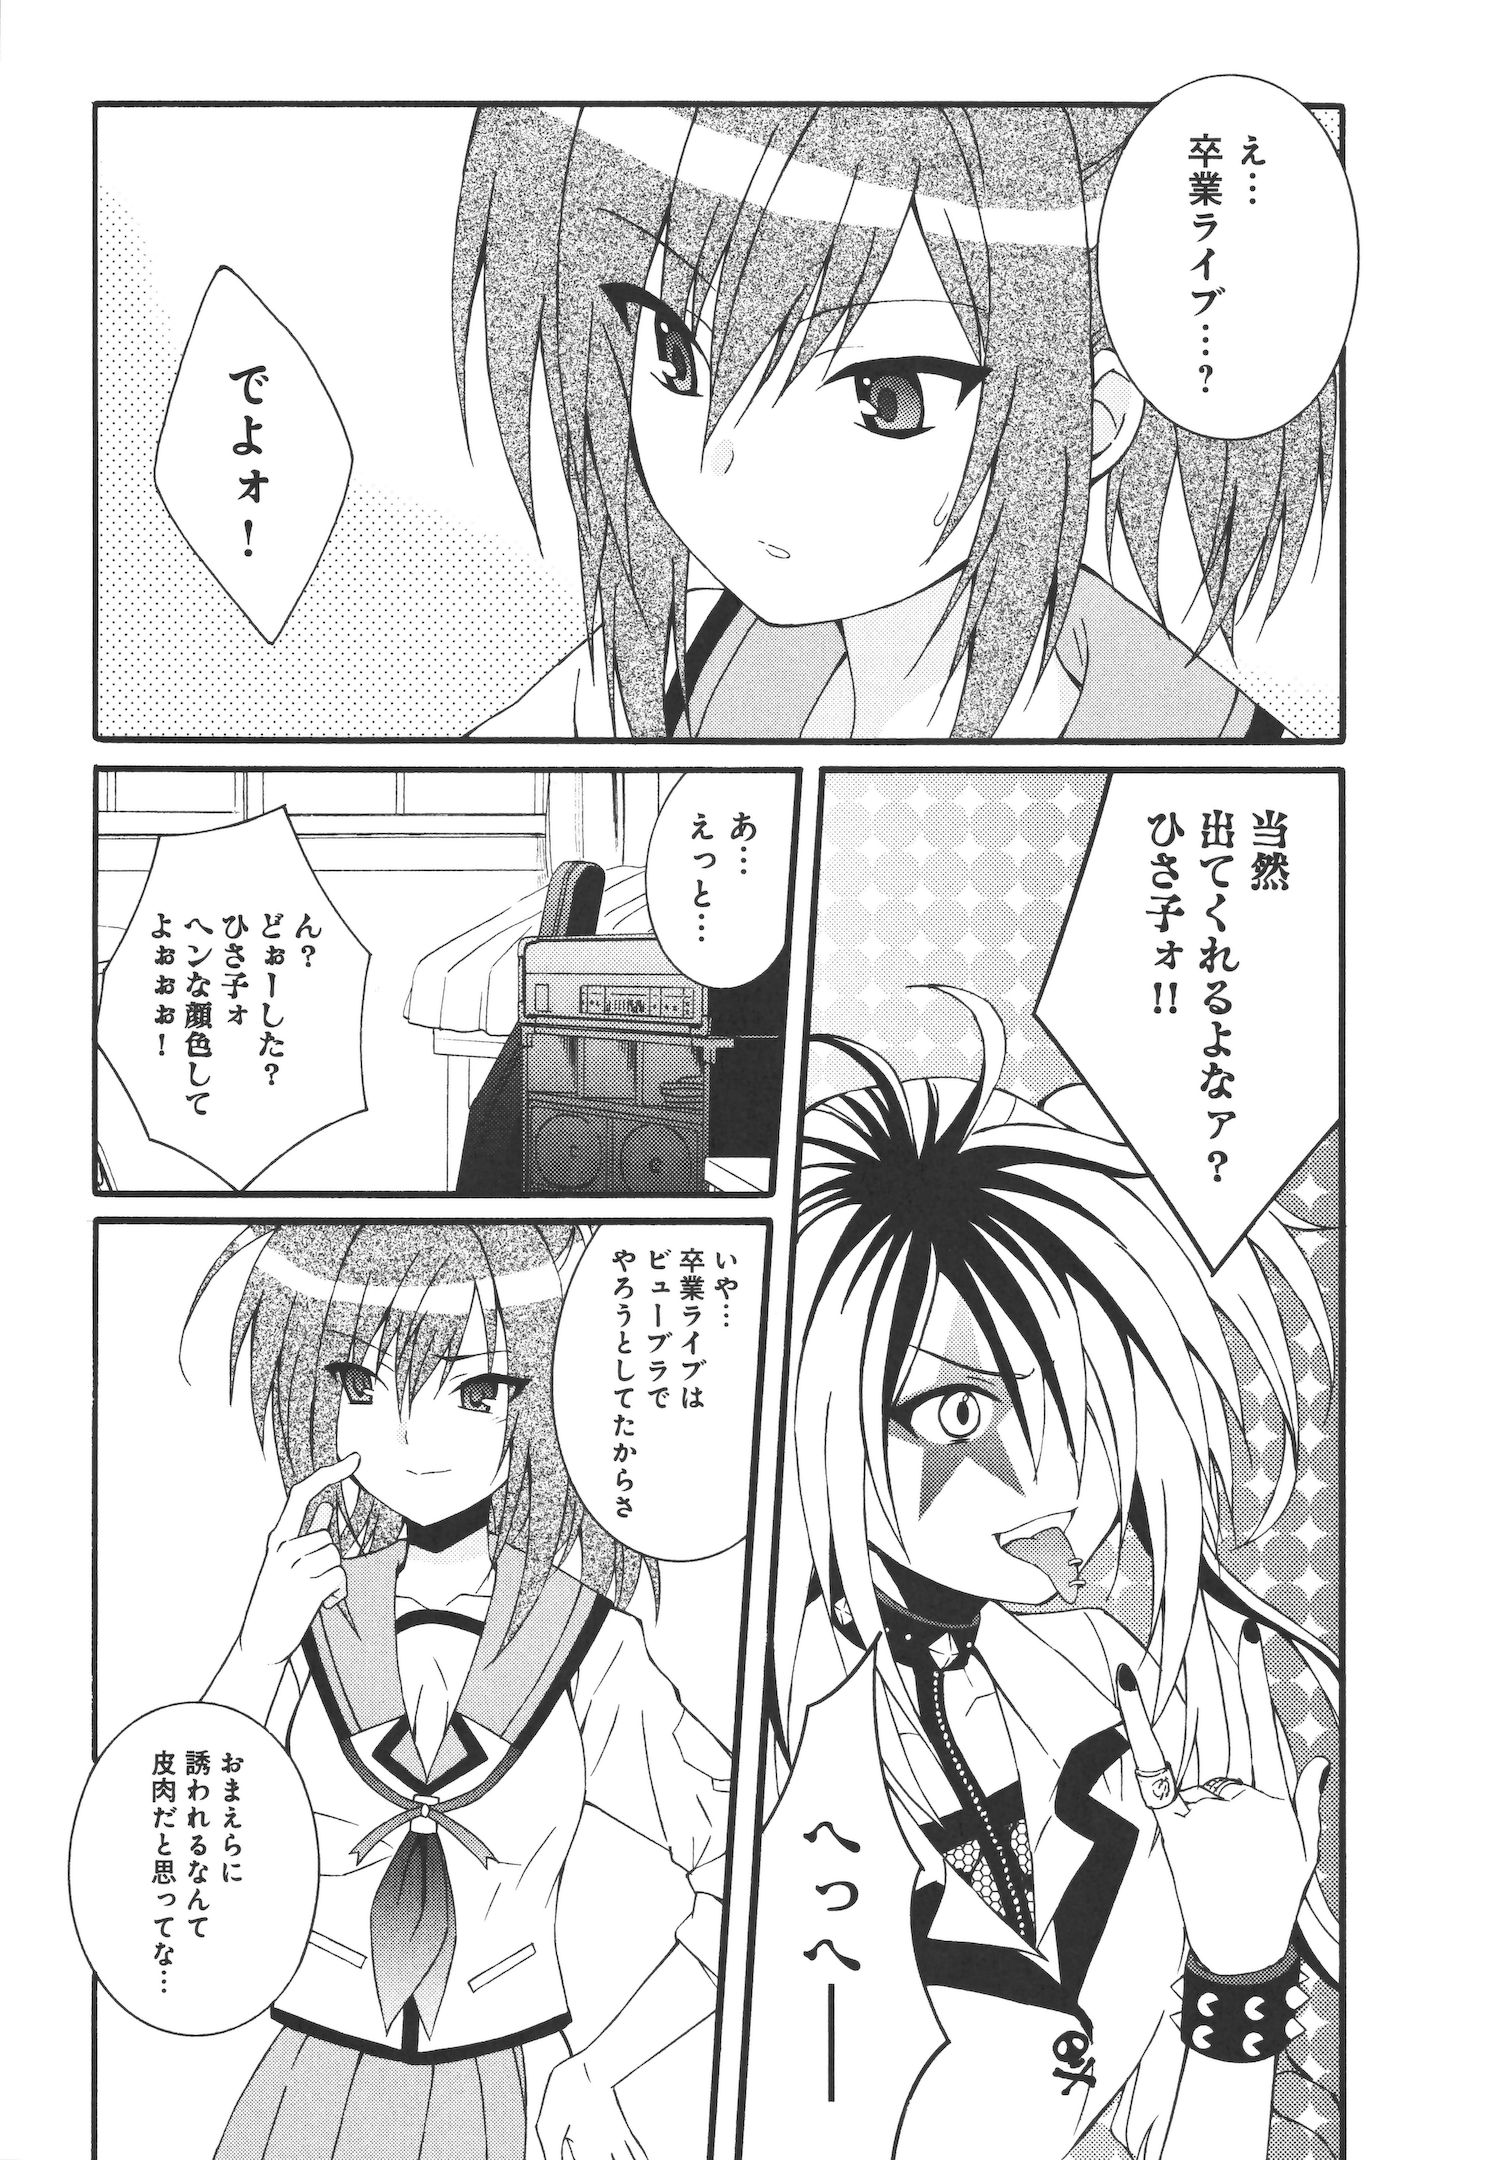 え…
卒業ライブ…？
でよォ！
当然
出てくれるよなァ？
ひさ子ォ!!
あ…
えっと…
ん？
どぉーした？
ひさ子ォ
ヘンな顔色して
よぉぉぉ！
へっへ――
いや…
卒業ライブは
ビューブラで
やろうとしてたからさ
おまえらに
誘われるなんて
皮肉だと思ってな…